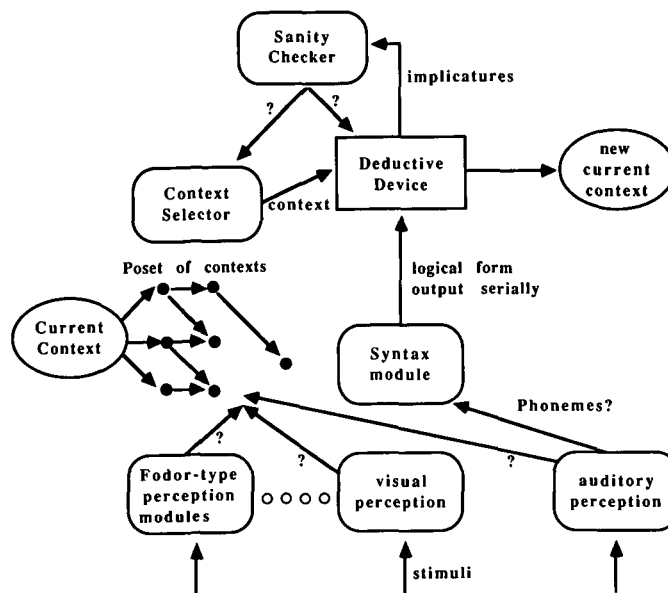 Sanity
Checker
implicatures
?
?
new
current
context
Deductive
Device
Context
Selector
context
Poset of contexts
logical form
output serially
Current
Context
Syntax
module
Phonemes?
?
?
?
Fodor-type
perception
modules
visual
perception
auditory
perception
stimuli